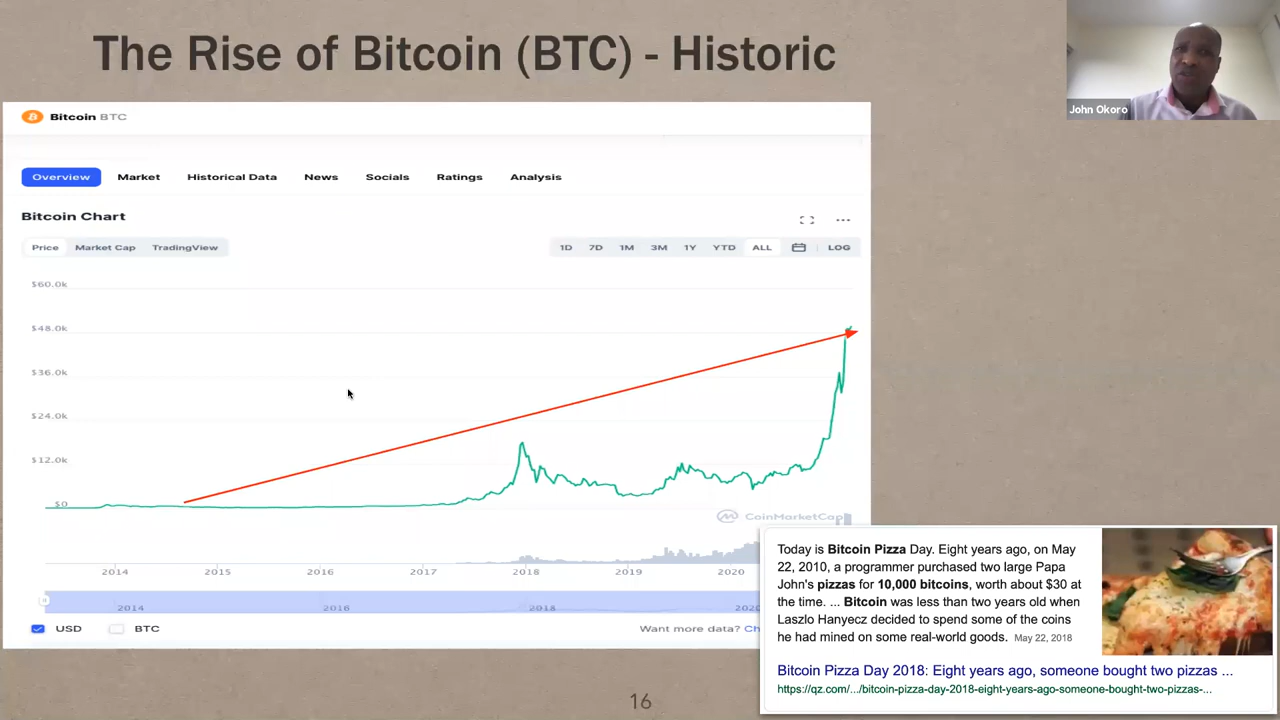 The Rise of Bitcoin (BTC) - Historic
John Okoro
Bitcoin BTC
Overview Market Historical Data News Socials Ratings Analysis
Bitcoin Chart
Price Market Cap TradingView 1D 7D 1M 3M 1Y YTD ALL LOG
$60.0k
$48.0k
$36.0k
$24.0k
$12.0k
$0
CoinMarketCap
2014 2015 2016 2017 2018 2019 2020
2014 2016 2018 2020
USD BTC Want more data?
Today is Bitcoin Pizza Day. Eight years ago, on May
22, 2010, a programmer purchased two large Papa
John's pizzas for 10,000 bitcoins, worth about $30 at
the time. ... Bitcoin was less than two years old when
Laszlo Hanyecz decided to spend some of the coins
he had mined on some real-world goods. May 22, 2018
Bitcoin Pizza Day 2018: Eight years ago, someone bought two pizzas ...
https://qz.com/.../bitcoin-pizza-day-2018-eight-years-ago-someone-bought-two-pizzas-...
16